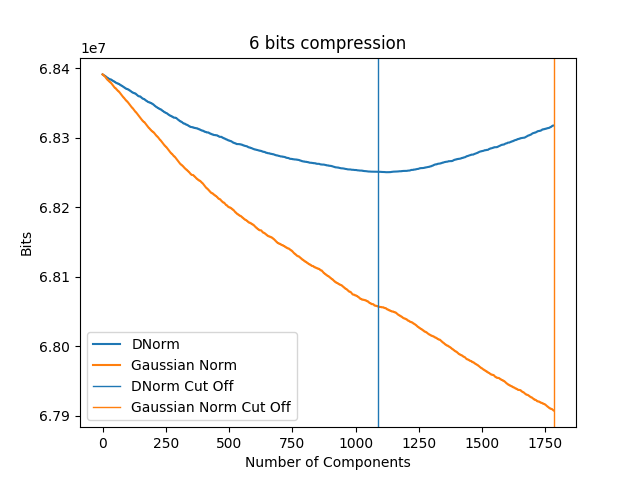 6 bits compression
1e7
6.84
6.83
6.82
6.81
6.80
6.79
Bits
DNorm
Gaussian Norm
DNorm Cut Off
Gaussian Norm Cut Off
0 250 500 750 1000 1250 1500 1750
Number of Components